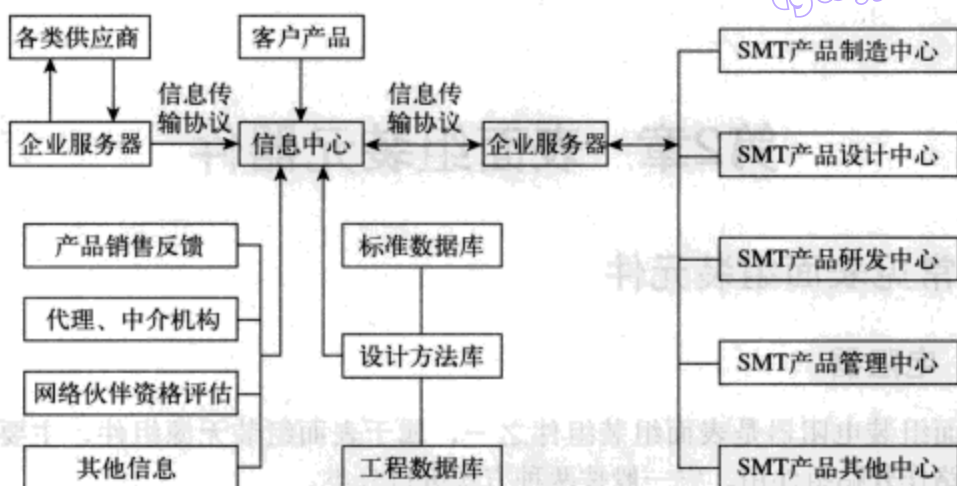 各类供应商
客户产品
SMT产品制造中心
信息传
输协议
信息传
输协议
企业服务器
信息中心
企业服务器
SMT产品设计中心
产品销售反馈
标准数据库
SMT产品研发中心
代理、中介机构
设计方法库
SMT产品管理中心
网络伙伴资格评估
其他信息
工程数据库
SMT产品其他中心